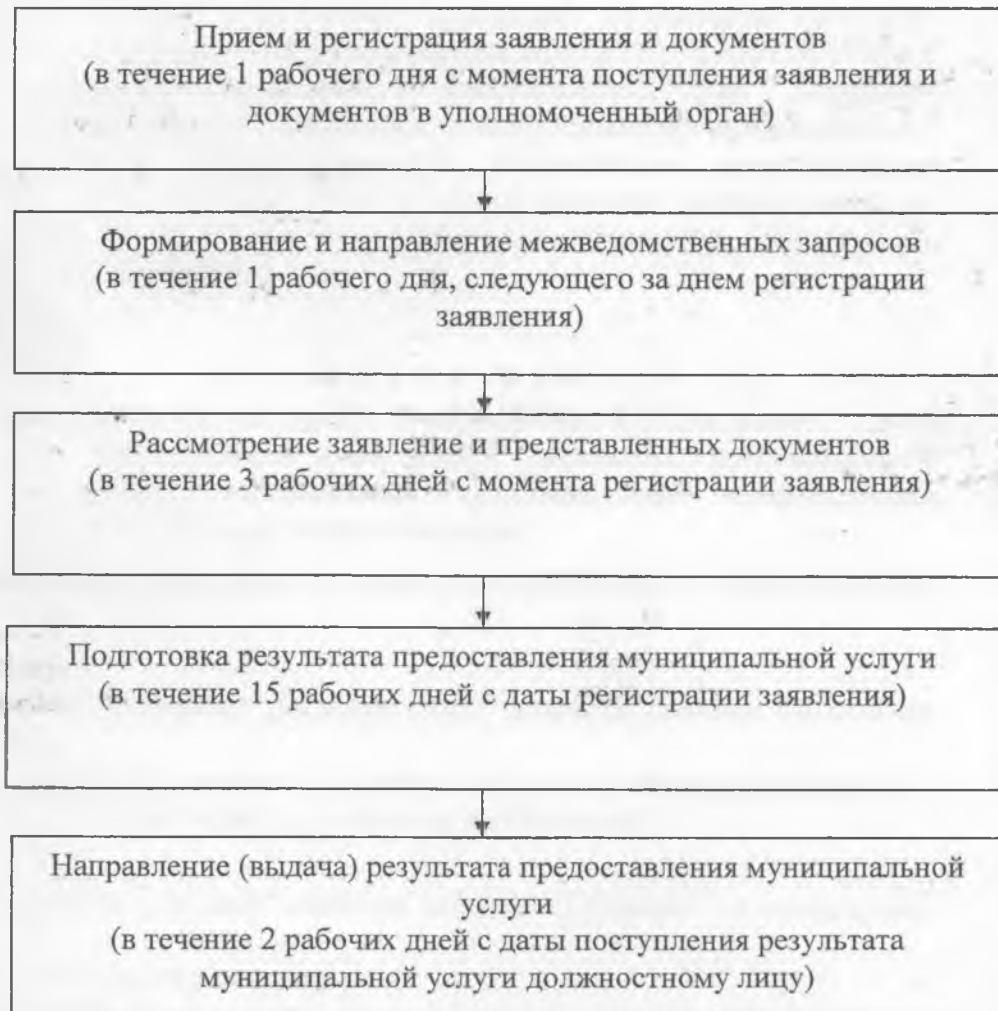 Прием и регистрация заявления и документов
(в течение 1 рабочего дня с момента поступления заявления и
документов в уполномоченный орган)
Формирование и направление межведомственных запросов
(в течение 1 рабочего дня, следующего за днем регистрации
заявления)
Рассмотрение заявление и представленных документов
(в течение 3 рабочих дней с момента регистрации заявления)
Подготовка результата предоставления муниципальной услуги
(в течение 15 рабочих дней с даты регистрации заявления)
Направление (выдача) результата предоставления муниципальной
услуги
(в течение 2 рабочих дней с даты поступления результата
муниципальной услуги должностному лицу)